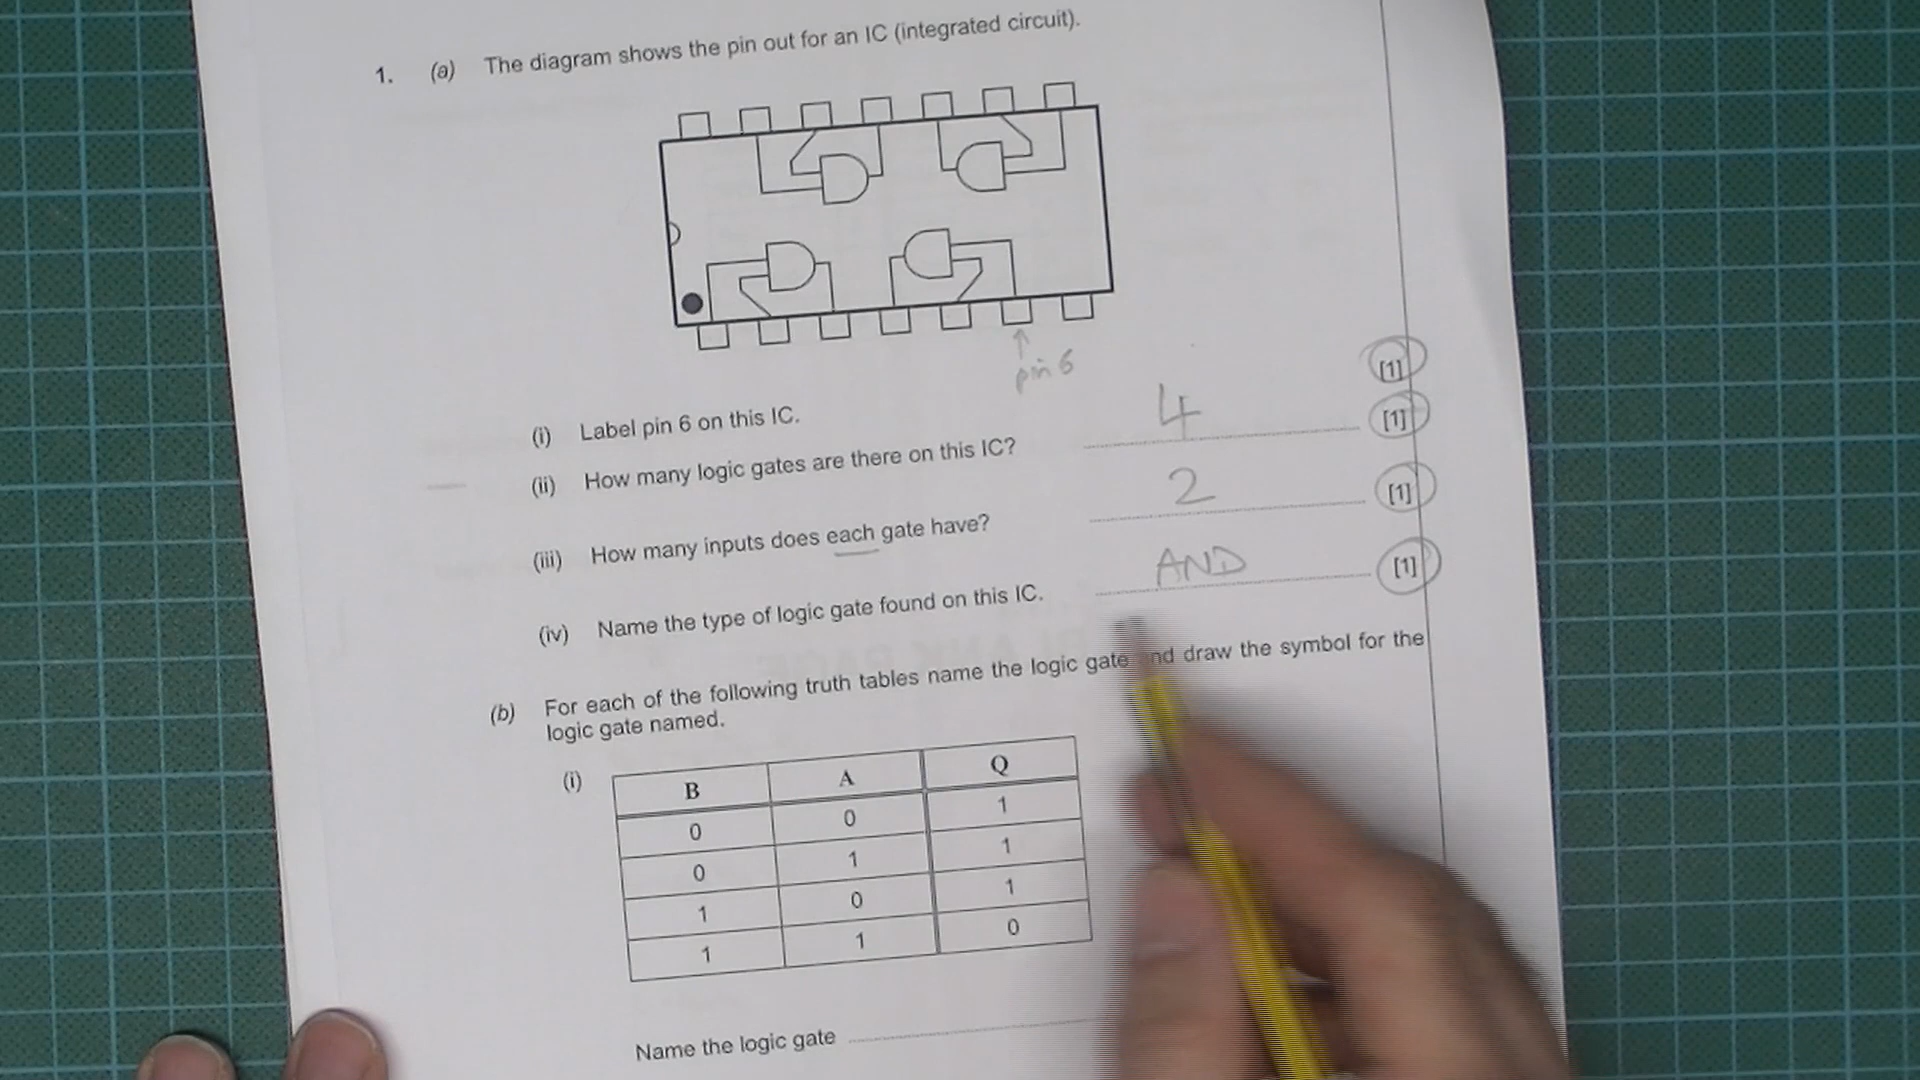 1. (a) The diagram shows the pin out for an IC (integrated circuit).
pin 6
(i) Label pin 6 on this IC. [1]
(ii) How many logic gates are there on this IC? 4 [1]
(iii) How many inputs does each gate have? 2 [1]
(iv) Name the type of logic gate found on this IC. AND [1]
(b) For each of the following truth tables name the logic gate and draw the symbol for the
logic gate named.
(i)
B A Q
0 0 1
0 1 1
1 0 1
1 1 0
Name the logic gate